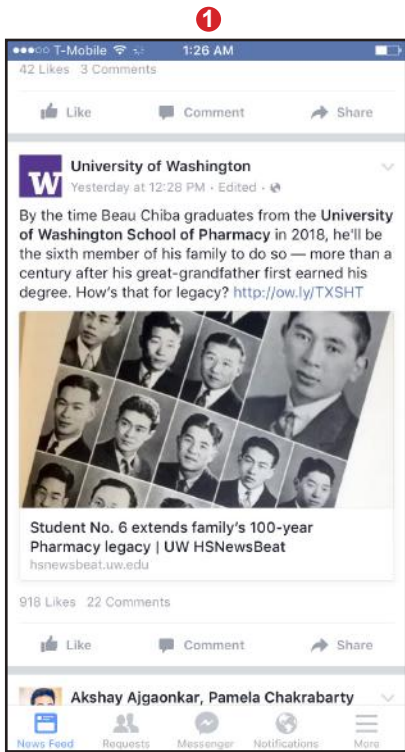 1
T-Mobile 1:26 AM
42 Likes 3 Comments
Like Comment Share
University of Washington
Yesterday at 12:28 PM · Edited ·
W
By the time Beau Chiba graduates from the University
of Washington School of Pharmacy in 2018, he'll be
the sixth member of his family to do so — more than a
century after his great-grandfather first earned his
degree. How's that for legacy? http://ow.ly/TXSHT
Student No. 6 extends family's 100-year
Pharmacy legacy | UW HSNewsBeat
hsnewsbeat.uw.edu
918 Likes 22 Comments
Like Comment Share
Akshay Ajgaonkar, Pamela Chakrabarty
News Feed Requests Messenger Notifications More